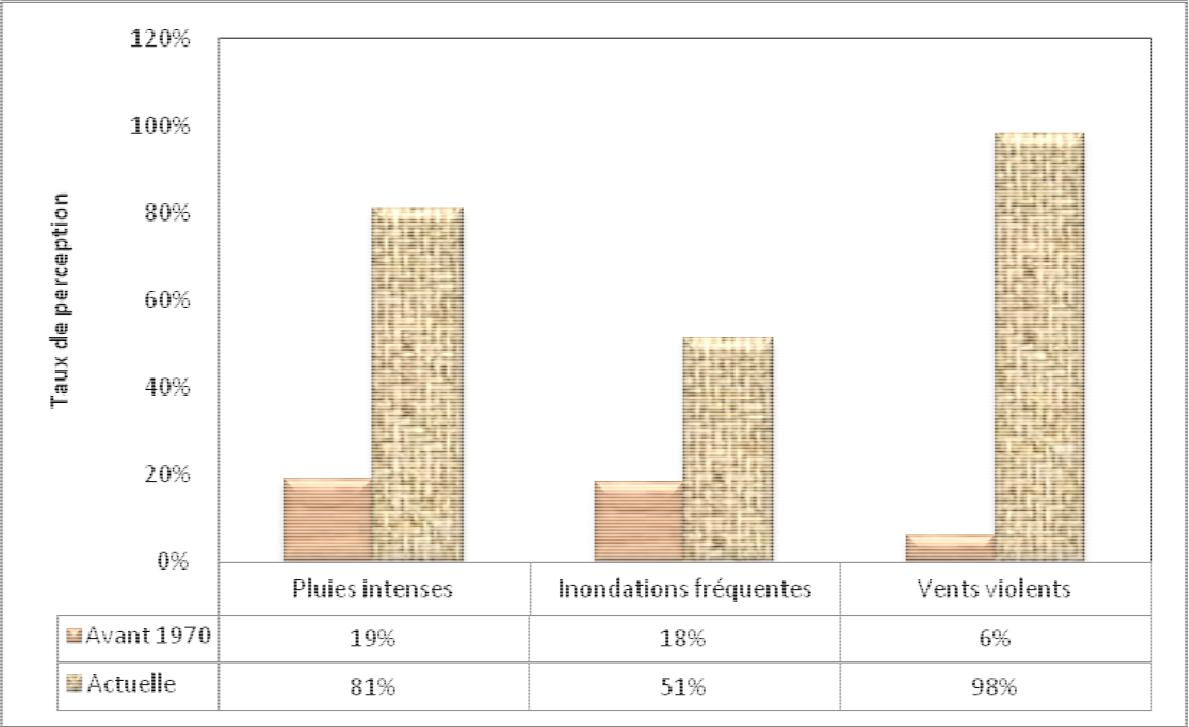 120%
100%
80%
60%
40%
20%
0%
Taux de perception
Pluies intenses Inondations fréquentes Vents violents
Avant 1970 19% 18% 6%
Actuelle 81% 51% 98%